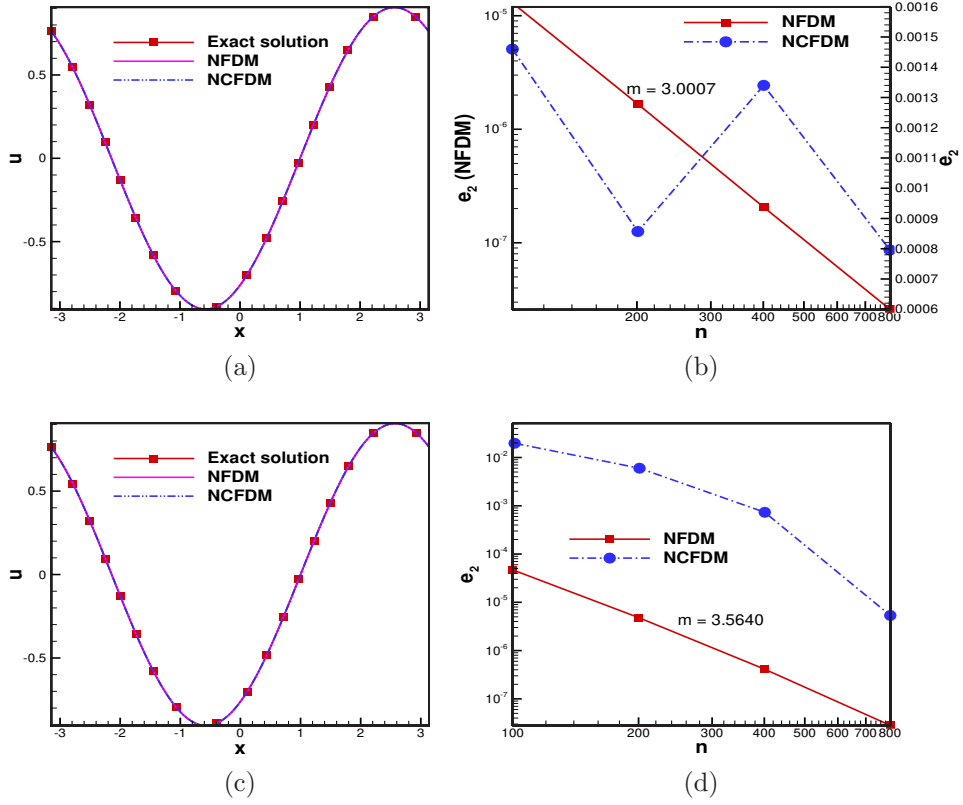 Exact solution
NFDM
NCFDM
u
0.5
0
-0.5
-3 -2 -1 0 1 2 3
x
(a)
NFDM
NCFDM
m = 3.0007
e2 (NFDM)
10-5
10-6
10-7
0.0016
0.0015
0.0014
0.0013
0.0012
0.0011
0.001
0.0009
0.0008
0.0007
0.0006
e2
200 300 400 500 600 700 800
n
(b)
Exact solution
NFDM
NCFDM
u
0.5
0
-0.5
-3 -2 -1 0 1 2 3
x
(c)
NFDM
NCFDM
m = 3.5640
e2
10-2
10-3
10-4
10-5
10-6
10-7
100 200 300 400 500 600 700 800
n
(d)